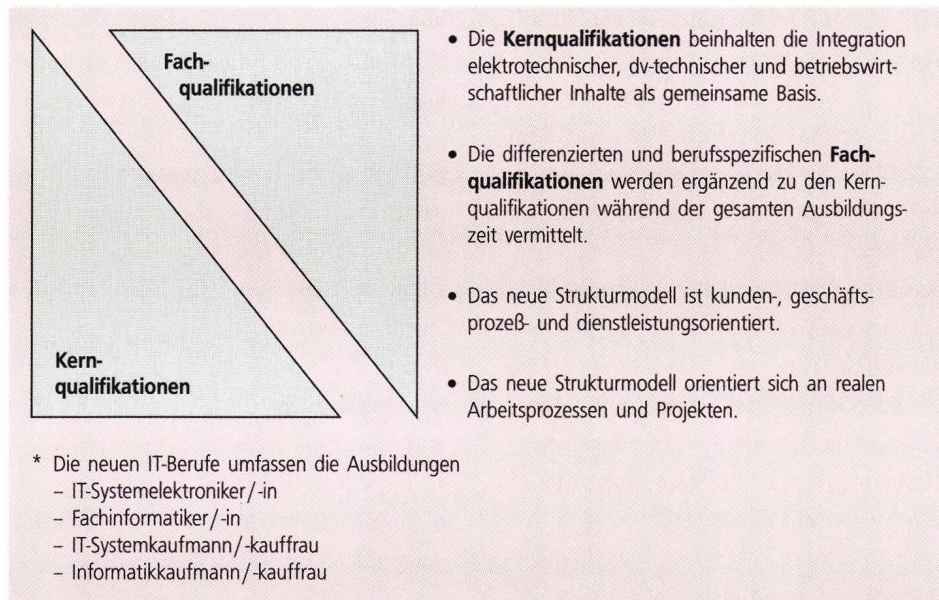 Fach-
qualifikationen
Kern-
qualifikationen
• Die Kernqualifikationen beinhalten die Integration
elektrotechnischer, dv-technischer und betriebswirt-
schaftlicher Inhalte als gemeinsame Basis.
• Die differenzierten und berufsspezifischen Fach-
qualifikationen werden ergänzend zu den Kern-
qualifikationen während der gesamten Ausbildungs-
zeit vermittelt.
• Das neue Strukturmodell ist kunden-, geschäfts-
prozeß- und dienstleistungsorientiert.
• Das neue Strukturmodell orientiert sich an realen
Arbeitsprozessen und Projekten.
* Die neuen IT-Berufe umfassen die Ausbildungen
– IT-Systemelektroniker/-in
– Fachinformatiker/-in
– IT-Systemkaufmann/-kauffrau
– Informatikkaufmann/-kauffrau